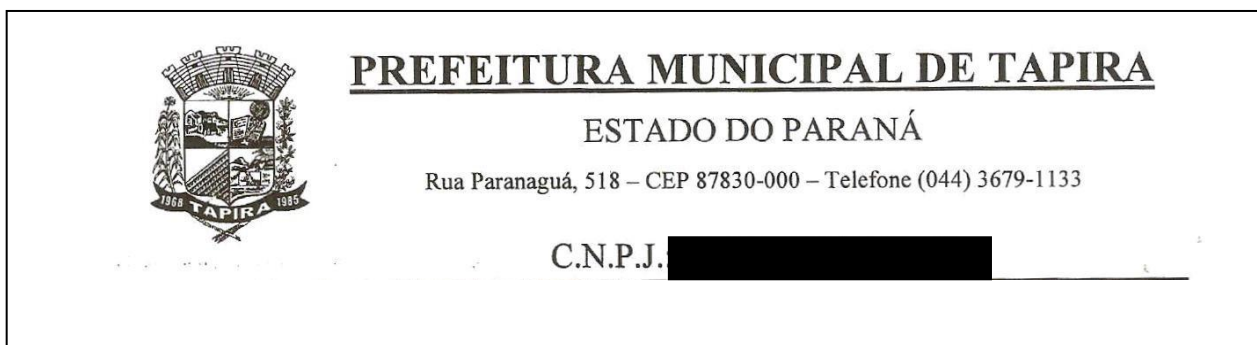 PREFEITURA MUNICIPAL DE TAPIRA
ESTADO DO PARANÁ
Rua Paranaguá, 518 – CEP 87830-000 – Telefone (044) 3679-1133
C.N.P.J.:
1968 TAPIRA 1985